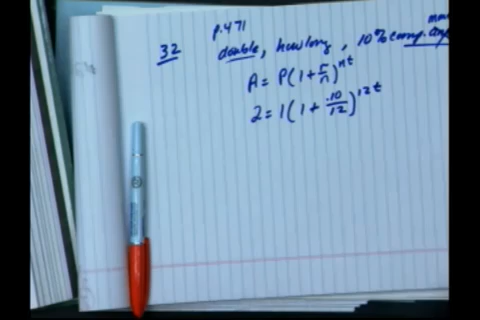 p.471
32 double, how long, 10% comp.
A = P(1 + r/n)^nt
2 = 1(1 + .10/12)^12t